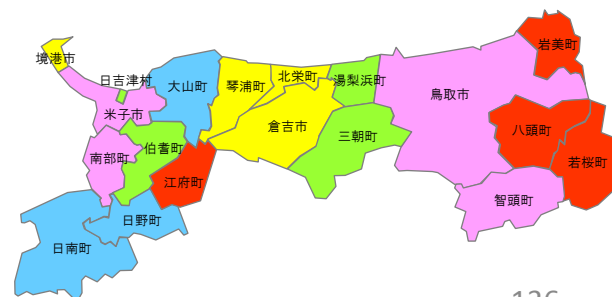 岩美町
境港市
北栄町
湯梨浜町
日吉津村
大山町
琴浦町
鳥取市
米子市
倉吉市
八頭町
三朝町
伯耆町
南部町
若桜町
江府町
智頭町
日野町
日南町